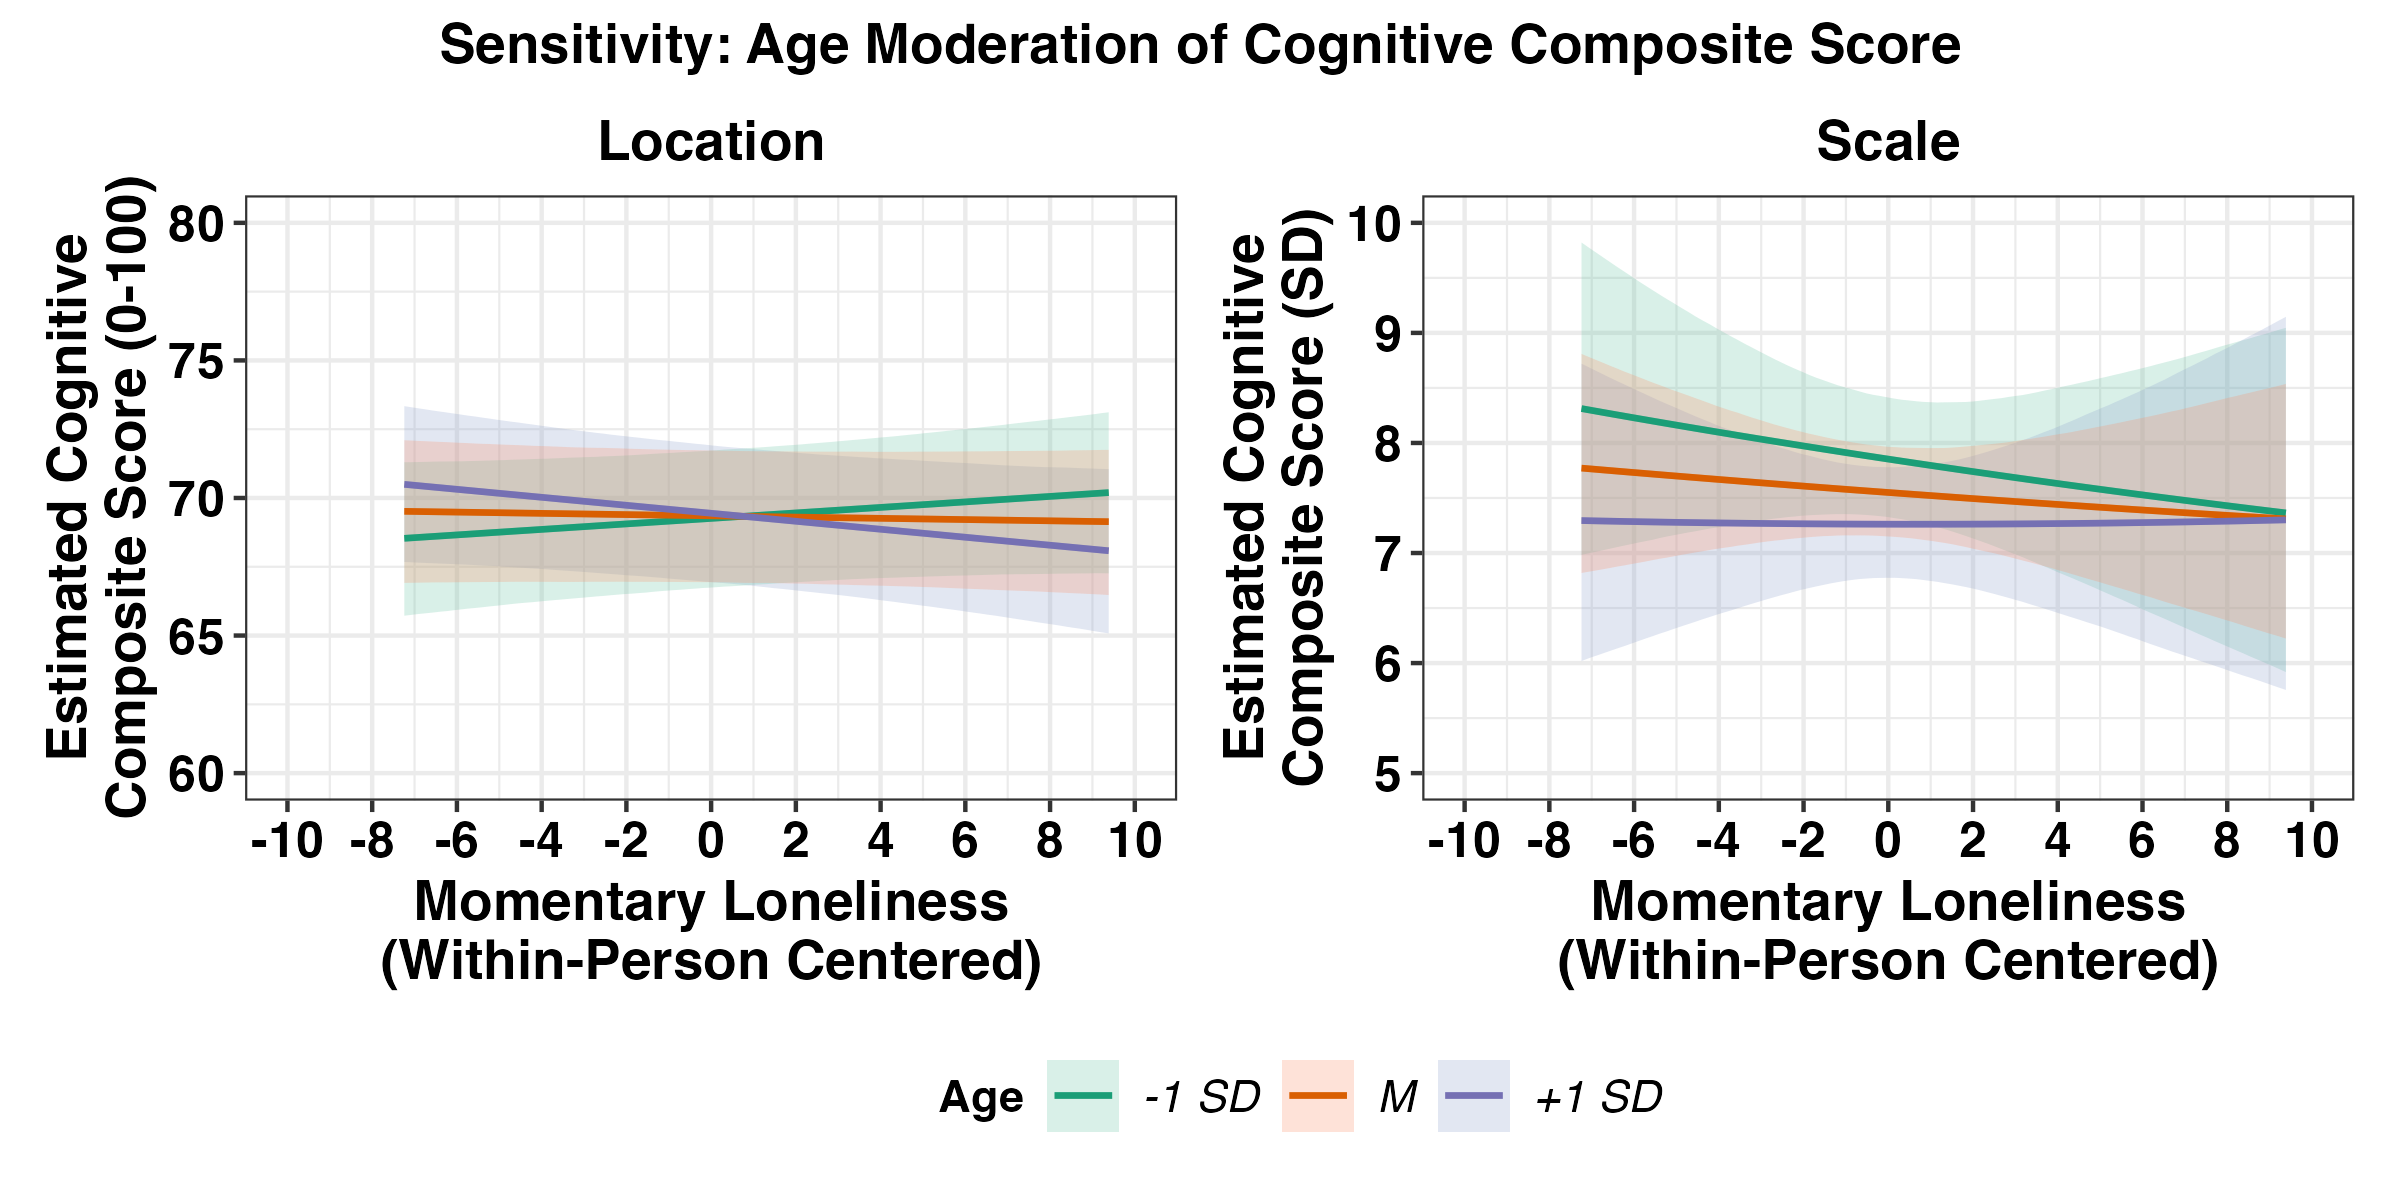 Sensitivity: Age Moderation of Cognitive Composite Score
Location
Estimated Cognitive
Composite Score (0-100)
80
75
70
65
60
-10 -8 -6 -4 -2 0 2 4 6 8 10
Momentary Loneliness
(Within-Person Centered)
Scale
Estimated Cognitive
Composite Score (SD)
10
9
8
7
6
5
-10 -8 -6 -4 -2 0 2 4 6 8 10
Momentary Loneliness
(Within-Person Centered)
Age -1 SD M +1 SD